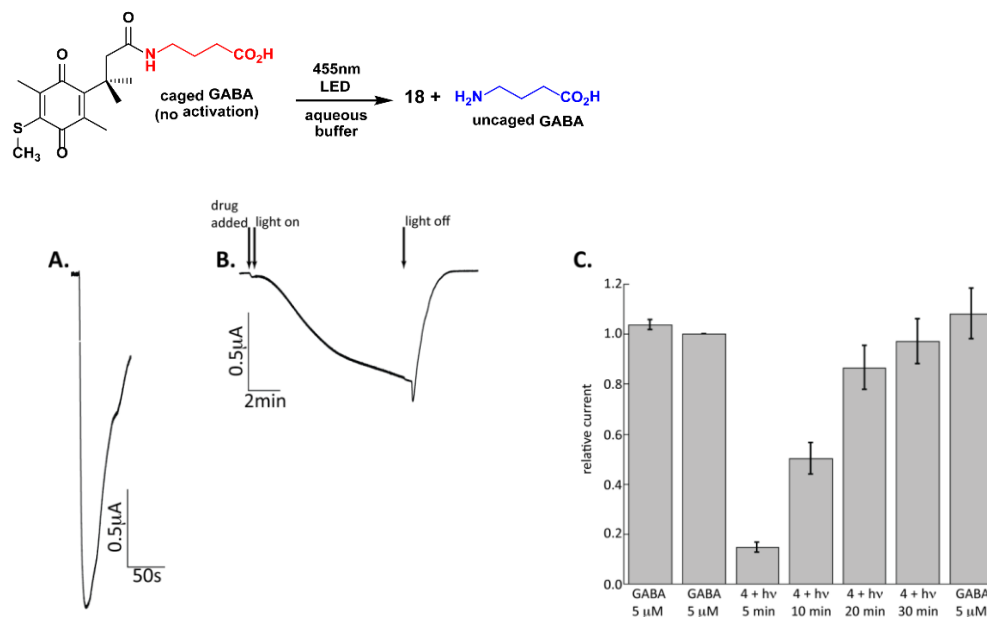 O
O
N
H
CO₂H
S
CH₃
O
caged GABA
(no activation)
455nm
LED
aqueous
buffer
18 +
H₂N
CO₂H
uncaged GABA
A.
0.5µA
50s
drug
added
light on
light off
B.
0.5µA
2min
C.
relative current
1.2
1.0
0.8
0.6
0.4
0.2
0.0
GABA
5 µM
GABA
5 µM
4 + hν
5 min
4 + hν
10 min
4 + hν
20 min
4 + hν
30 min
GABA
5 µM